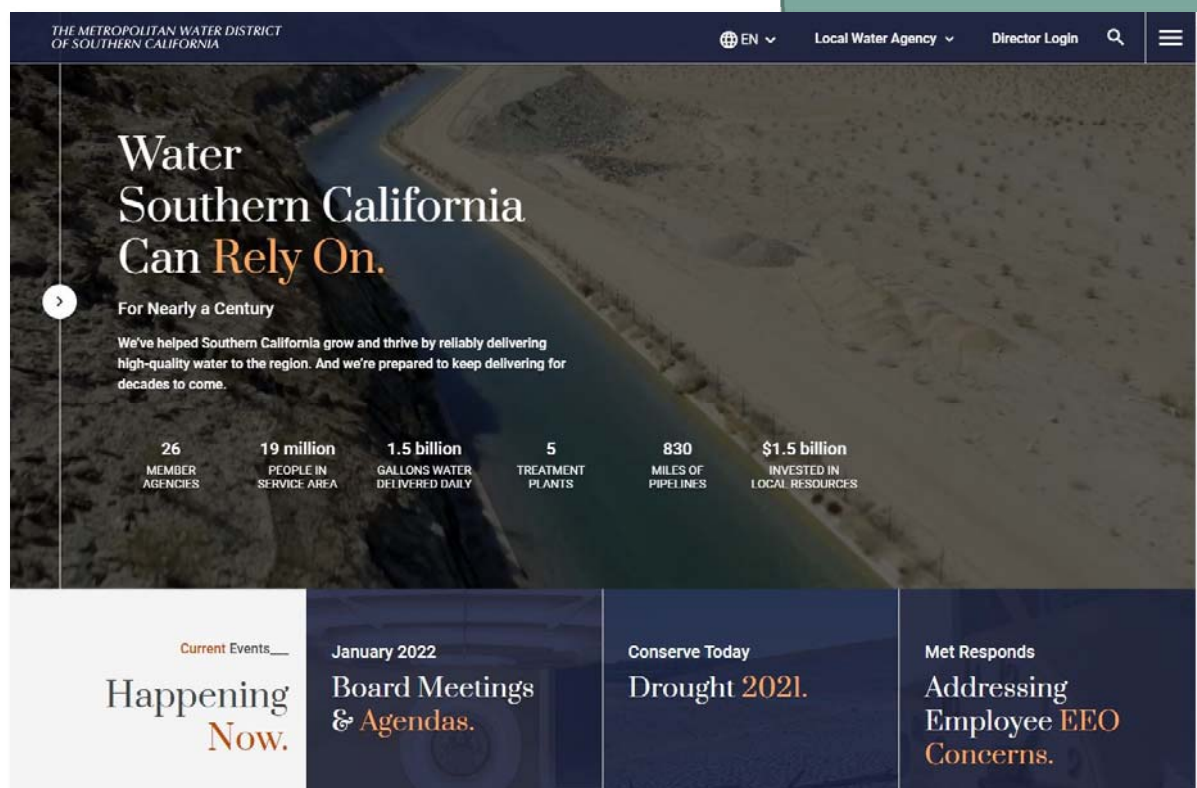 THE METROPOLITAN WATER DISTRICT
OF SOUTHERN CALIFORNIA
EN
Local Water Agency
Director Login
Water
Southern California
Can Rely On.
For Nearly a Century
We've helped Southern California grow and thrive by reliably delivering
high-quality water to the region. And we're prepared to keep delivering for
decades to come.
26
MEMBER
AGENCIES
19 million
PEOPLE IN
SERVICE AREA
1.5 billion
GALLONS WATER
DELIVERED DAILY
5
TREATMENT
PLANTS
830
MILES OF
PIPELINES
$1.5 billion
INVESTED IN
LOCAL RESOURCES
Current Events__
Happening
Now.
January 2022
Board Meetings
& Agendas.
Conserve Today
Drought 2021.
Met Responds
Addressing
Employee EEO
Concerns.